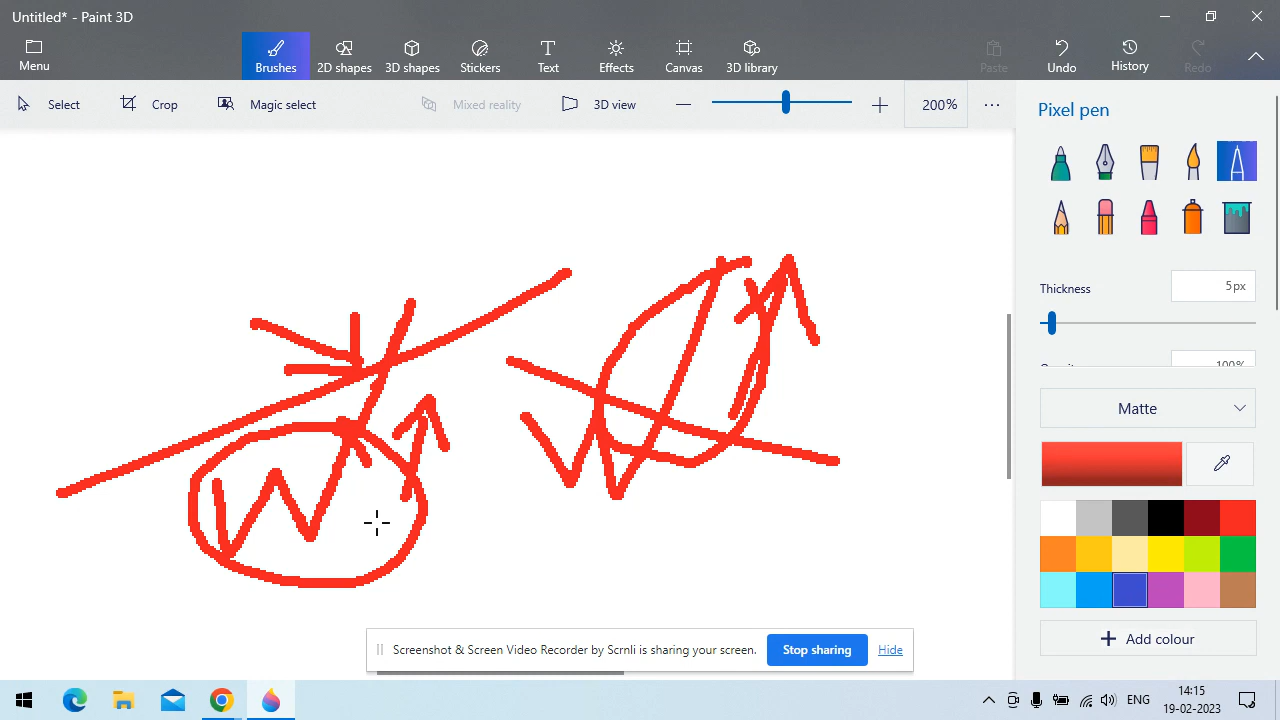 Untitled* - Paint 3D
Menu
Brushes 2D shapes 3D shapes Stickers Text Effects Canvas 3D library Paste Undo History Redo
Select Crop Magic select Mixed reality 3D view 200%
Pixel pen
Thickness 5px
Opacity 100%
Matte
W W
Add colour
Screenshot & Screen Video Recorder by Scrnli is sharing your screen. Stop sharing Hide
ENG 14:15
19-02-2023